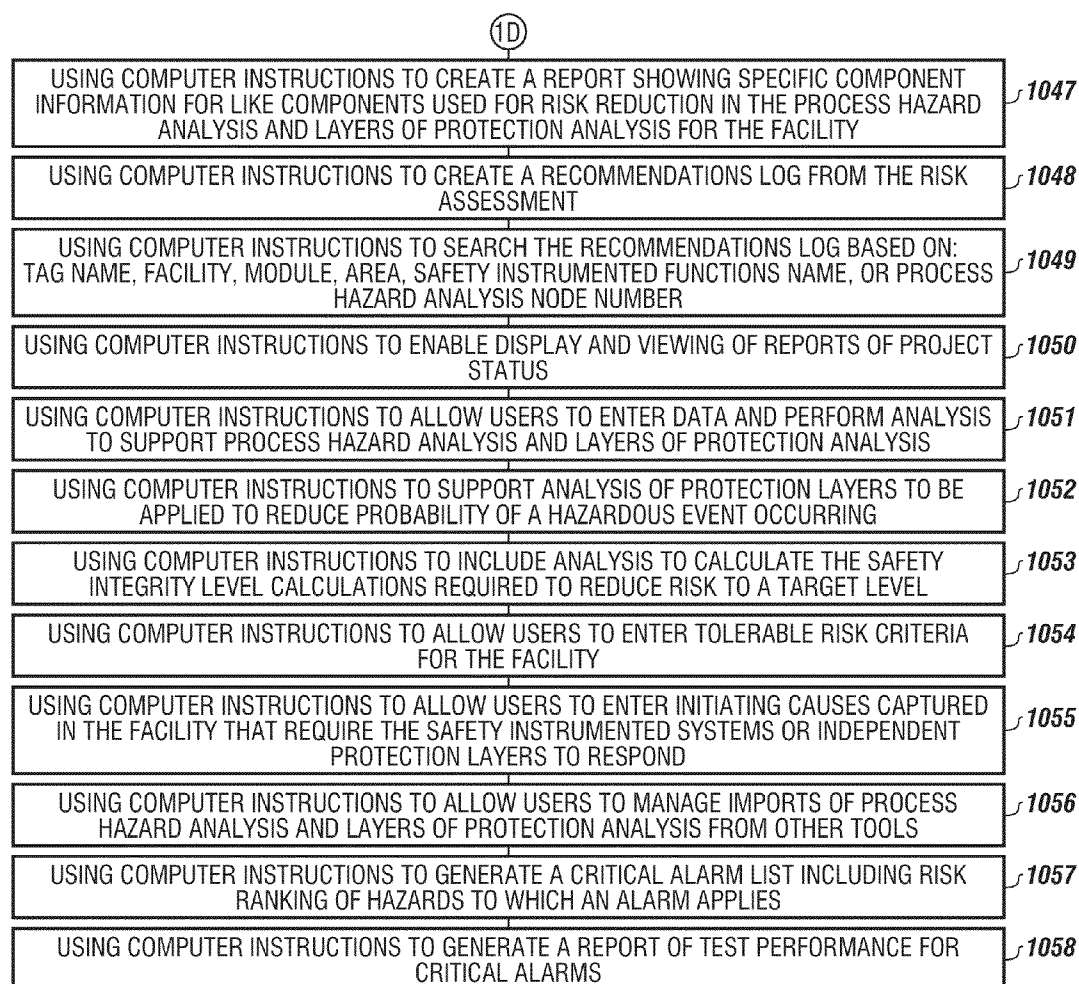 1D
USING COMPUTER INSTRUCTIONS TO CREATE A REPORT SHOWING SPECIFIC COMPONENT
INFORMATION FOR LIKE COMPONENTS USED FOR RISK REDUCTION IN THE PROCESS HAZARD
ANALYSIS AND LAYERS OF PROTECTION ANALYSIS FOR THE FACILITY
1047
USING COMPUTER INSTRUCTIONS TO CREATE A RECOMMENDATIONS LOG FROM THE RISK
ASSESSMENT
1048
USING COMPUTER INSTRUCTIONS TO SEARCH THE RECOMMENDATIONS LOG BASED ON:
TAG NAME, FACILITY, MODULE, AREA, SAFETY INSTRUMENTED FUNCTIONS NAME, OR PROCESS
HAZARD ANALYSIS NODE NUMBER
1049
USING COMPUTER INSTRUCTIONS TO ENABLE DISPLAY AND VIEWING OF REPORTS OF PROJECT
STATUS
1050
USING COMPUTER INSTRUCTIONS TO ALLOW USERS TO ENTER DATA AND PERFORM ANALYSIS
TO SUPPORT PROCESS HAZARD ANALYSIS AND LAYERS OF PROTECTION ANALYSIS
1051
USING COMPUTER INSTRUCTIONS TO SUPPORT ANALYSIS OF PROTECTION LAYERS TO BE
APPLIED TO REDUCE PROBABILITY OF A HAZARDOUS EVENT OCCURRING
1052
USING COMPUTER INSTRUCTIONS TO INCLUDE ANALYSIS TO CALCULATE THE SAFETY
INTEGRITY LEVEL CALCULATIONS REQUIRED TO REDUCE RISK TO A TARGET LEVEL
1053
USING COMPUTER INSTRUCTIONS TO ALLOW USERS TO ENTER TOLERABLE RISK CRITERIA
FOR THE FACILITY
1054
USING COMPUTER INSTRUCTIONS TO ALLOW USERS TO ENTER INITIATING CAUSES CAPTURED
IN THE FACILITY THAT REQUIRE THE SAFETY INSTRUMENTED SYSTEMS OR INDEPENDENT
PROTECTION LAYERS TO RESPOND
1055
USING COMPUTER INSTRUCTIONS TO ALLOW USERS TO MANAGE IMPORTS OF PROCESS
HAZARD ANALYSIS AND LAYERS OF PROTECTION ANALYSIS FROM OTHER TOOLS
1056
USING COMPUTER INSTRUCTIONS TO GENERATE A CRITICAL ALARM LIST INCLUDING RISK
RANKING OF HAZARDS TO WHICH AN ALARM APPLIES
1057
USING COMPUTER INSTRUCTIONS TO GENERATE A REPORT OF TEST PERFORMANCE FOR
CRITICAL ALARMS
1058